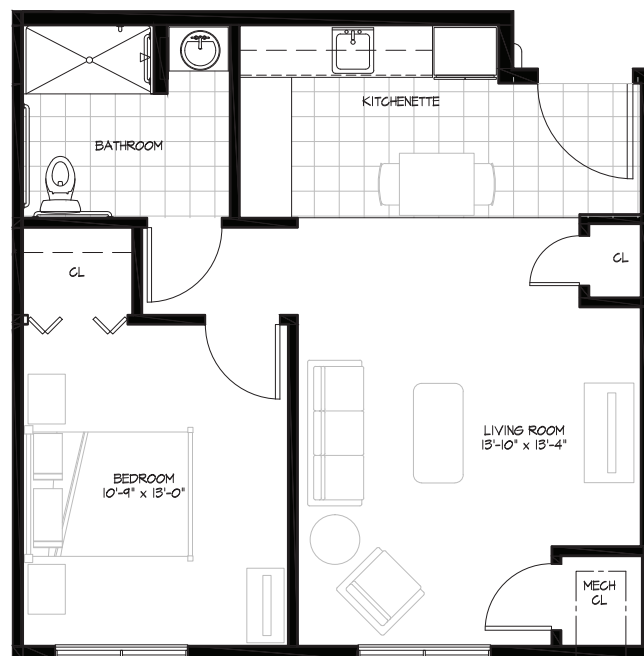 KITCHENETTE
BATHROOM
CL
CL
LIVING ROOM
13'-10" x 13'-4"
BEDROOM
10'-9" x 13'-0"
MECH
CL